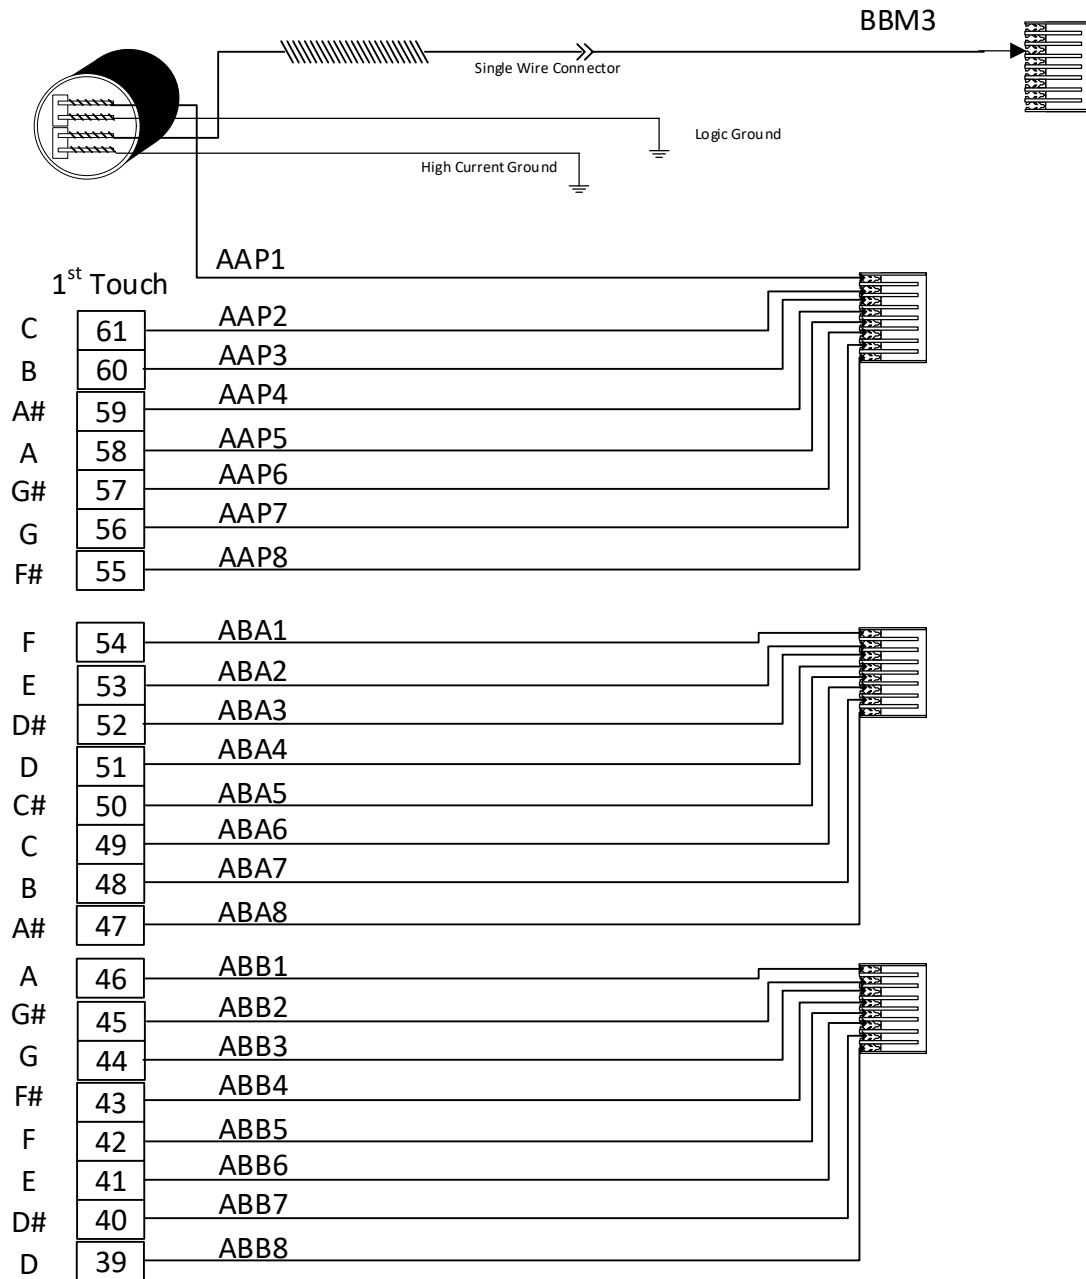 BBM3
Single Wire Connector
Logic Ground
High Current Ground
AAP1
1st Touch
C 61 AAP2
B 60 AAP3
A# 59 AAP4
A 58 AAP5
G# 57 AAP6
G 56 AAP7
F# 55 AAP8
F 54 ABA1
E 53 ABA2
D# 52 ABA3
D 51 ABA4
C# 50 ABA5
C 49 ABA6
B 48 ABA7
A# 47 ABA8
A 46 ABB1
G# 45 ABB2
G 44 ABB3
F# 43 ABB4
F 42 ABB5
E 41 ABB6
D# 40 ABB7
D 39 ABB8